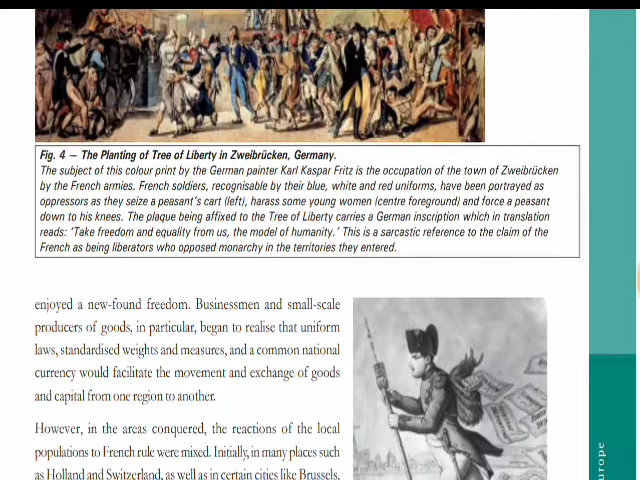 Fig. 4 — The Planting of Tree of Liberty in Zweibrücken, Germany.
The subject of this colour print by the German painter Karl Kaspar Fritz is the occupation of the town of Zweibrücken
by the French armies. French soldiers, recognisable by their blue, white and red uniforms, have been portrayed as
oppressors as they seize a peasant's cart (left), harass some young women (centre foreground) and force a peasant
down to his knees. The plaque being affixed to the Tree of Liberty carries a German inscription which in translation
reads: 'Take freedom and equality from us, the model of humanity.' This is a sarcastic reference to the claim of the
French as being liberators who opposed monarchy in the territories they entered.
enjoyed a new-found freedom. Businessmen and small-scale
producers of goods, in particular, began to realise that uniform
laws, standardised weights and measures, and a common national
currency would facilitate the movement and exchange of goods
and capital from one region to another.
However, in the areas conquered, the reactions of the local
populations to French rule were mixed. Initially, in many places such
as Holland and Switzerland, as well as in certain cities like Brussels,
urope